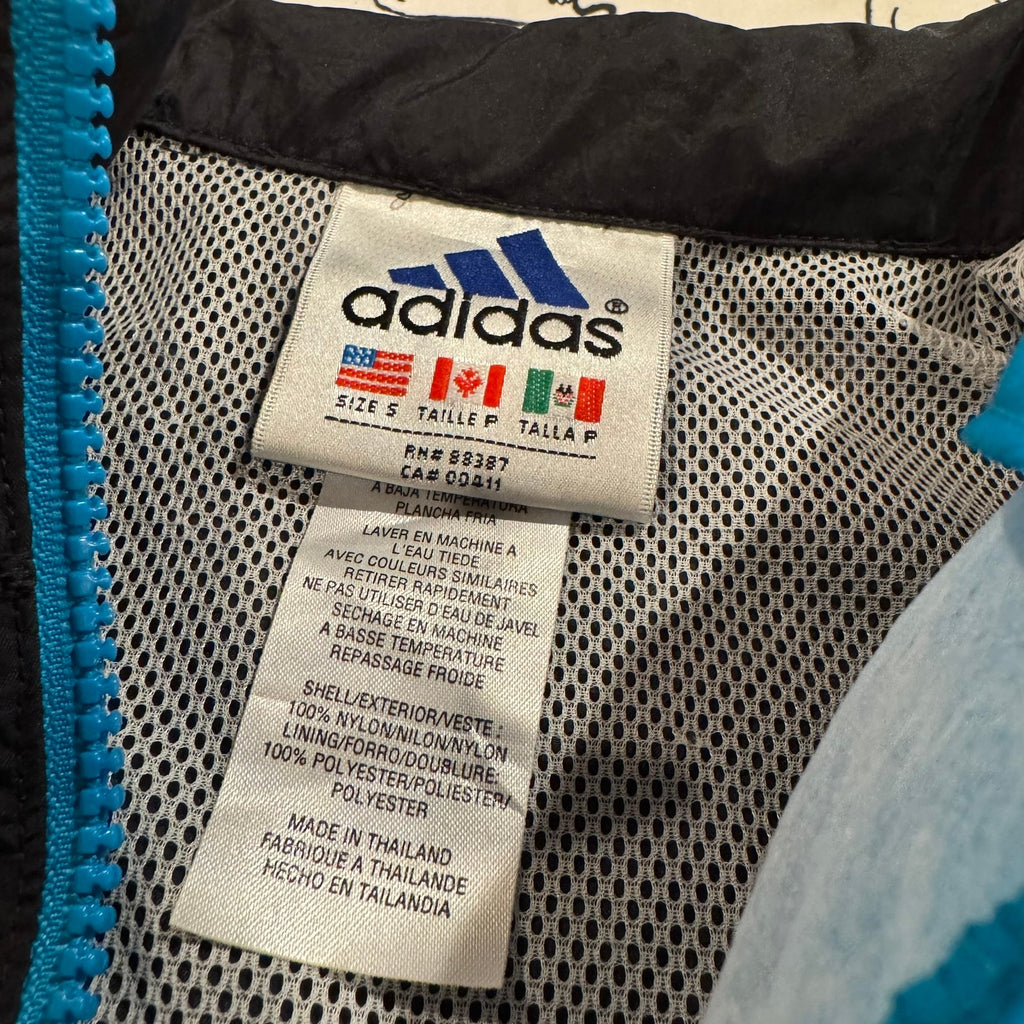 adidas®
SIZE S TAILLE P TALLA P
RN# 88387
CA# 00411
A BAJA TEMPERATURA
PLANCHA FRIA
LAVER EN MACHINE A
L'EAU TIEDE
AVEC COULEURS SIMILAIRES
RETIRER RAPIDEMENT
NE PAS UTILISER D'EAU DE JAVEL
SECHAGE EN MACHINE
A BASSE TEMPERATURE
REPASSAGE FROIDE
SHELL/EXTERIOR/VESTE:
100% NYLON/NILON/NYLON
LINING/FORRO/DOUBLURE:
100% POLYESTER/POLIESTER/
POLYESTER
MADE IN THAILAND
FABRIQUE A THAILANDE
HECHO EN TAILANDIA